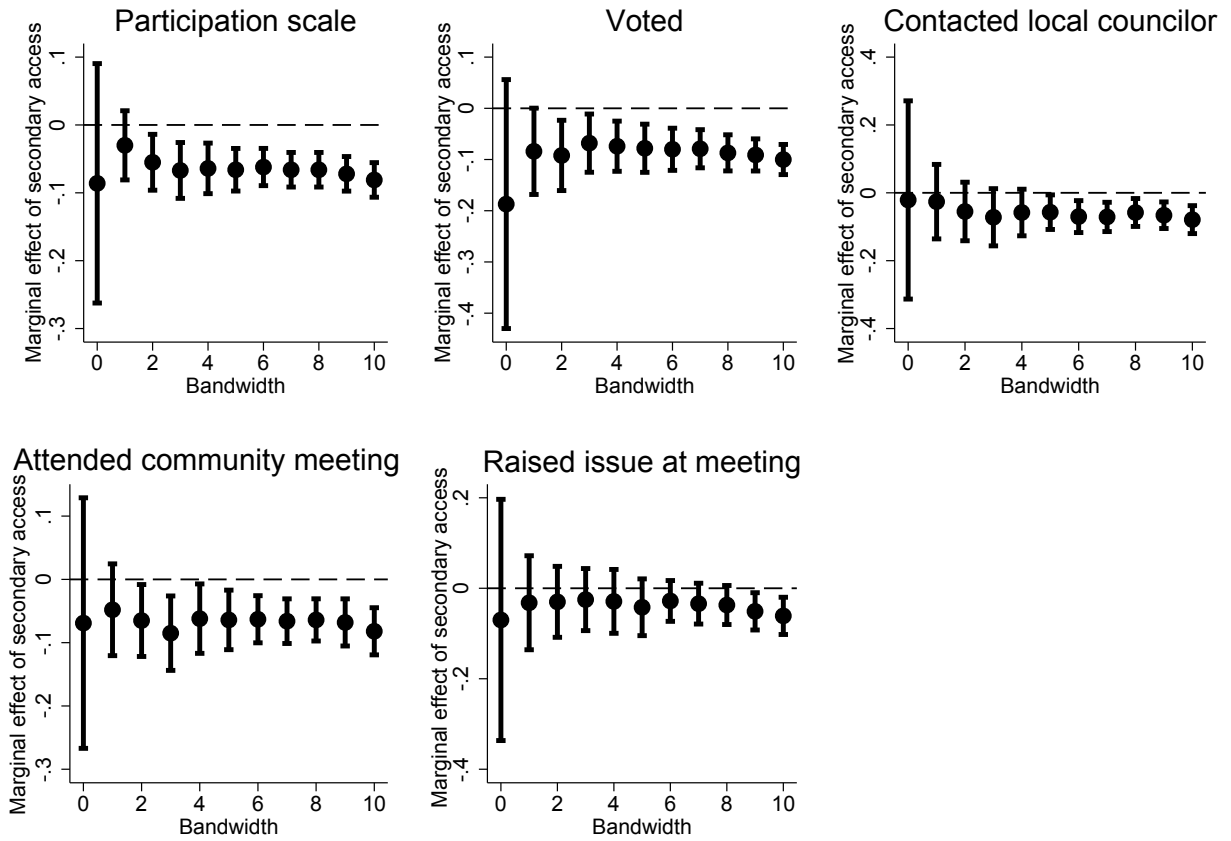 Participation scale
Marginal effect of secondary access
.1
0
-.1
-.2
-.3
0 2 4 6 8 10
Bandwidth
Voted
Marginal effect of secondary access
.1
0
-.1
-.2
-.3
-.4
0 2 4 6 8 10
Bandwidth
Contacted local councilor
Marginal effect of secondary access
.4
.2
0
-.2
-.4
0 2 4 6 8 10
Bandwidth
Attended community meeting
Marginal effect of secondary access
.1
0
-.1
-.2
-.3
0 2 4 6 8 10
Bandwidth
Raised issue at meeting
Marginal effect of secondary access
.2
0
-.2
-.4
0 2 4 6 8 10
Bandwidth